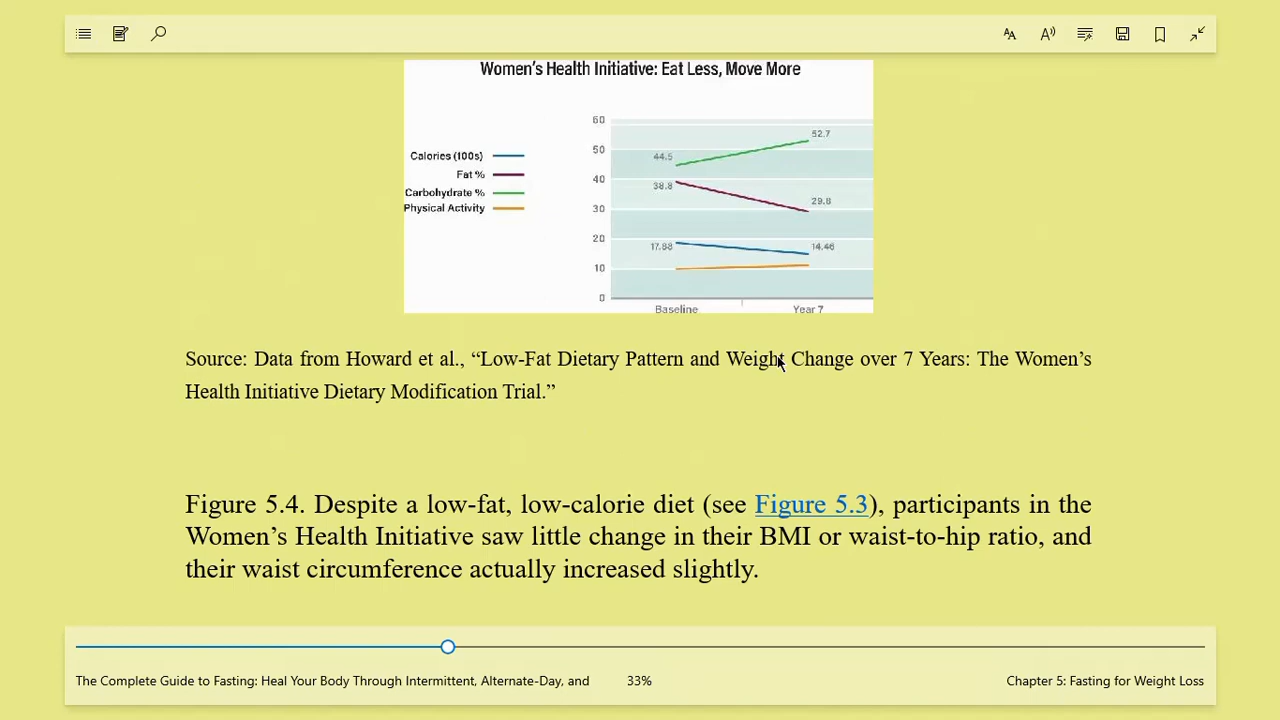 Women's Health Initiative: Eat Less, Move More
Calories (100s)
Fat %
Carbohydrate %
Physical Activity
60
50
40
30
20
10
0
44.5
52.7
38.8
29.8
17.88
14.46
Baseline
Year 7
Source: Data from Howard et al., “Low-Fat Dietary Pattern and Weight Change over 7 Years: The Women’s
Health Initiative Dietary Modification Trial.”
Figure 5.4. Despite a low-fat, low-calorie diet (see Figure 5.3), participants in the
Women’s Health Initiative saw little change in their BMI or waist-to-hip ratio, and
their waist circumference actually increased slightly.
The Complete Guide to Fasting: Heal Your Body Through Intermittent, Alternate-Day, and
33%
Chapter 5: Fasting for Weight Loss